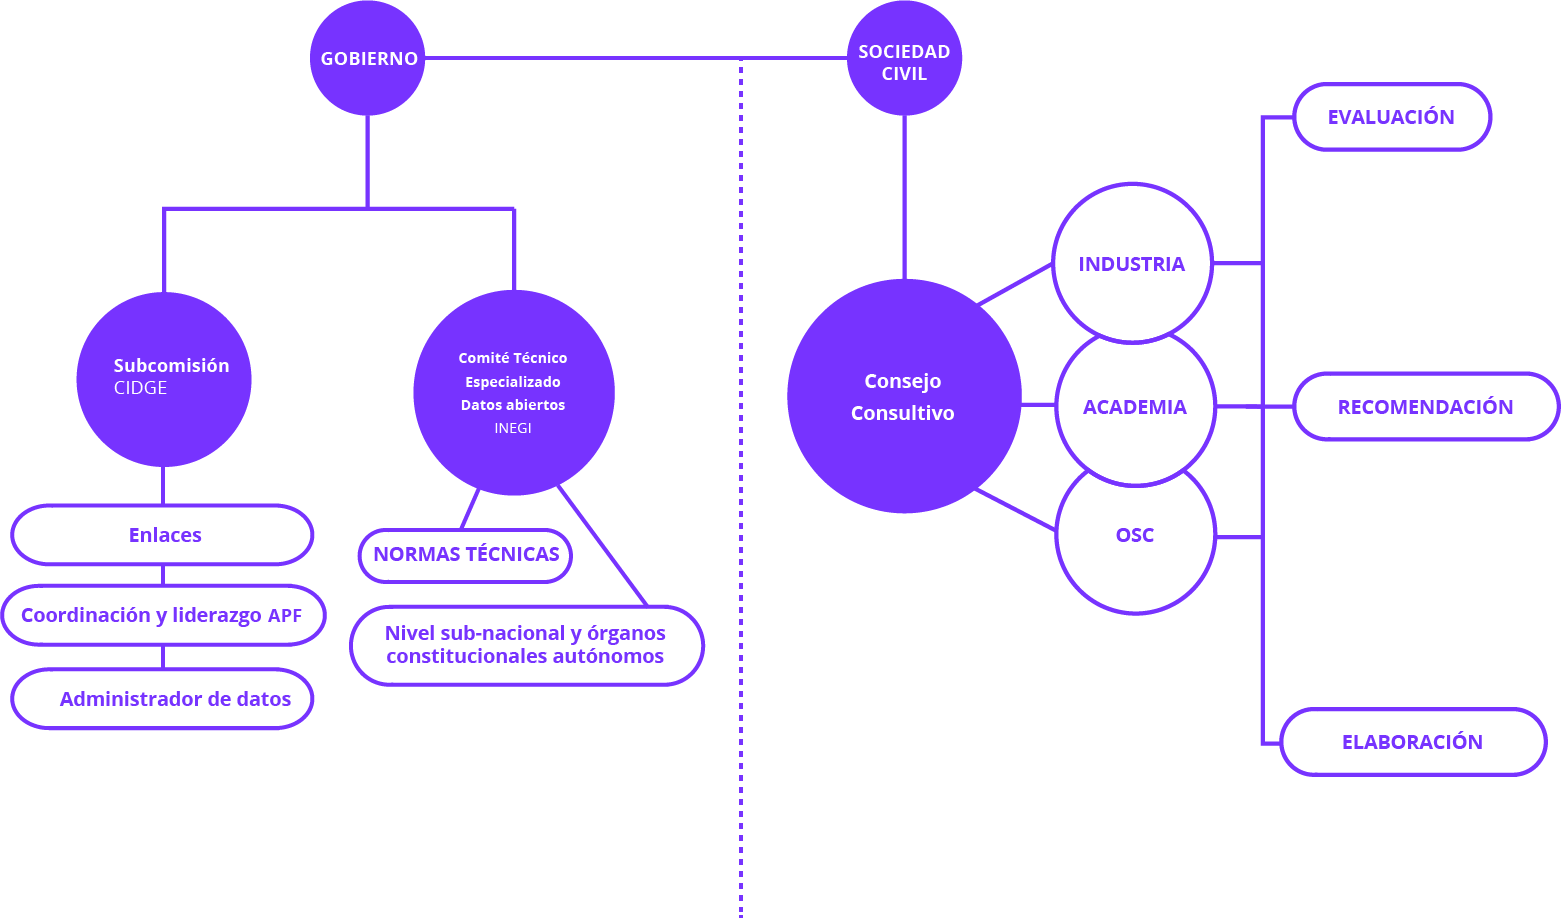 GOBIERNO
SOCIEDAD
CIVIL
EVALUACIÓN
INDUSTRIA
Subcomisión
CIDGE
Comité Técnico
Especializado
Datos abiertos
INEGI
Consejo
Consultivo
ACADEMIA
RECOMENDACIÓN
OSC
Enlaces
NORMAS TÉCNICAS
Coordinación y liderazgo APF
Nivel sub-nacional y órganos
constitucionales autónomos
Administrador de datos
ELABORACIÓN